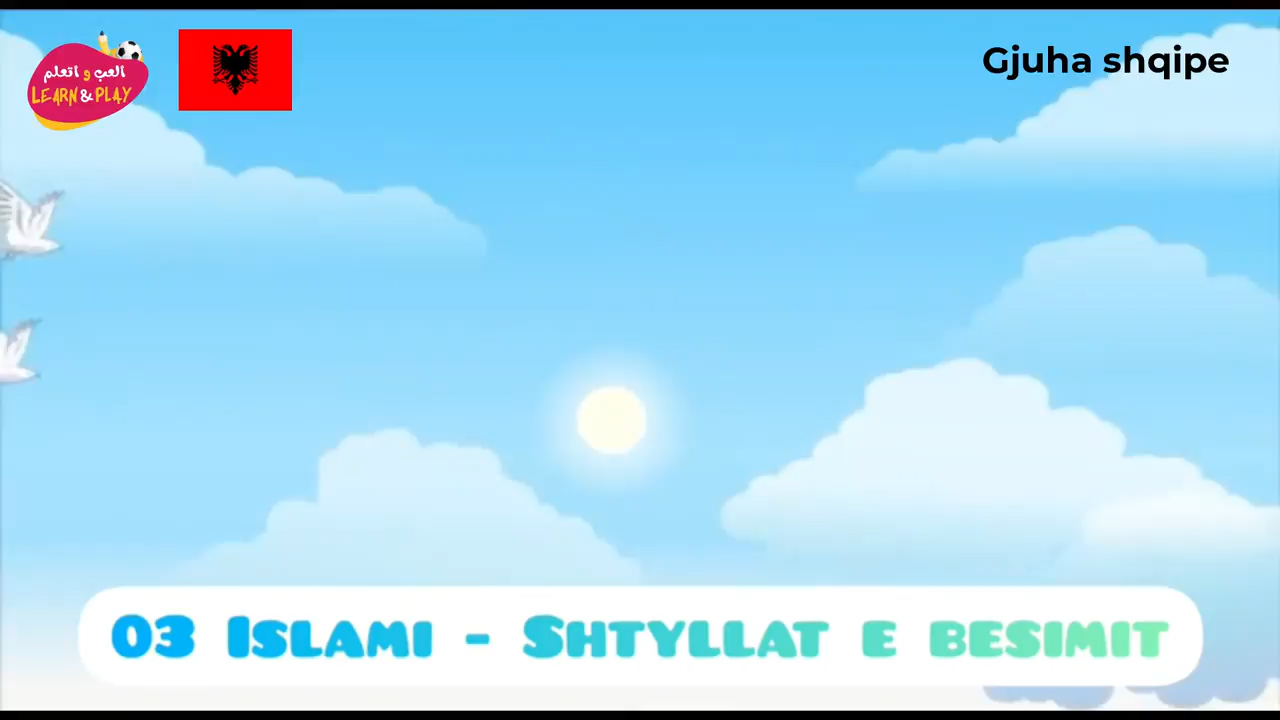 العب و اتعلم
LEARN & PLAY
Gjuha shqipe
03 Islami - Shtyllat e besimit